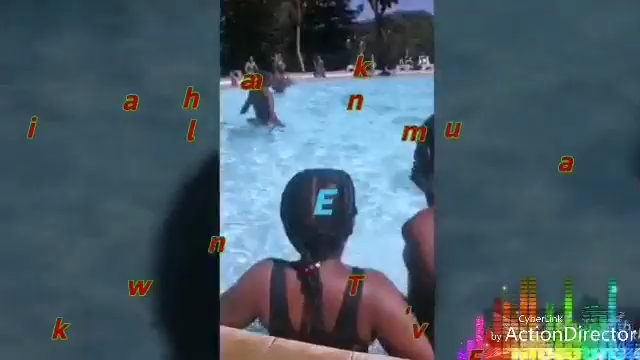 a k
a h n
i l m u
a
E
n
w T
k ' v
CyberLink
by ActionDirector